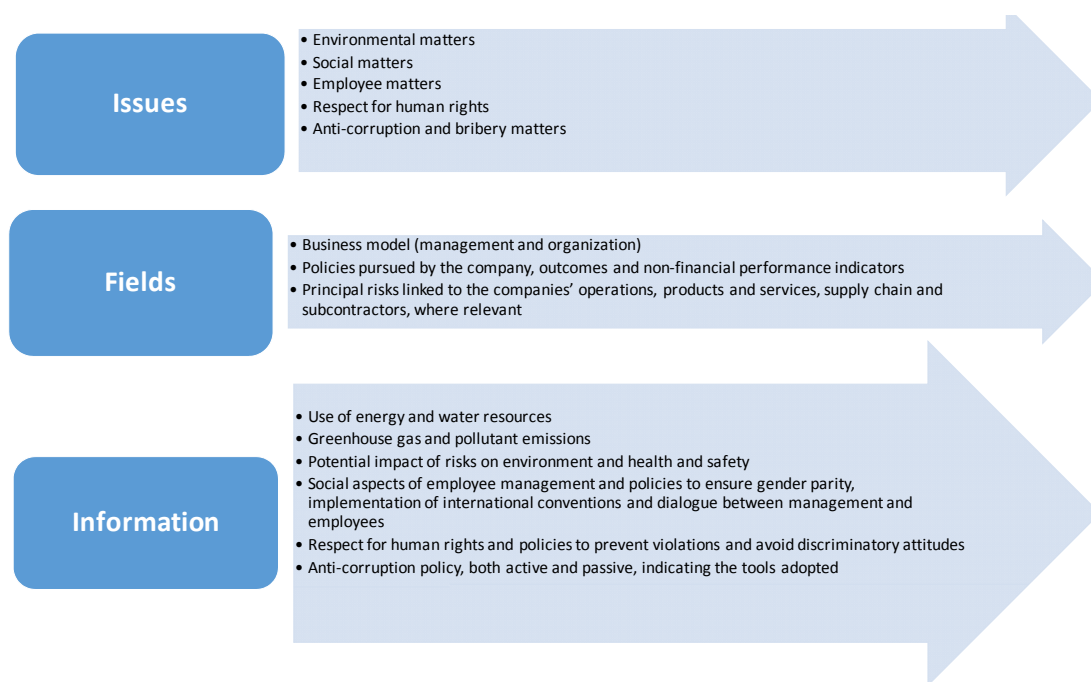 Issues
• Environmental matters
• Social matters
• Employee matters
• Respect for human rights
• Anti-corruption and bribery matters
Fields
• Business model (management and organization)
• Policies pursued by the company, outcomes and non-financial performance indicators
• Principal risks linked to the companies’ operations, products and services, supply chain and
subcontractors, where relevant
Information
• Use of energy and water resources
• Greenhouse gas and pollutant emissions
• Potential impact of risks on environment and health and safety
• Social aspects of employee management and policies to ensure gender parity,
implementation of international conventions and dialogue between management and
employees
• Respect for human rights and policies to prevent violations and avoid discriminatory attitudes
• Anti-corruption policy, both active and passive, indicating the tools adopted